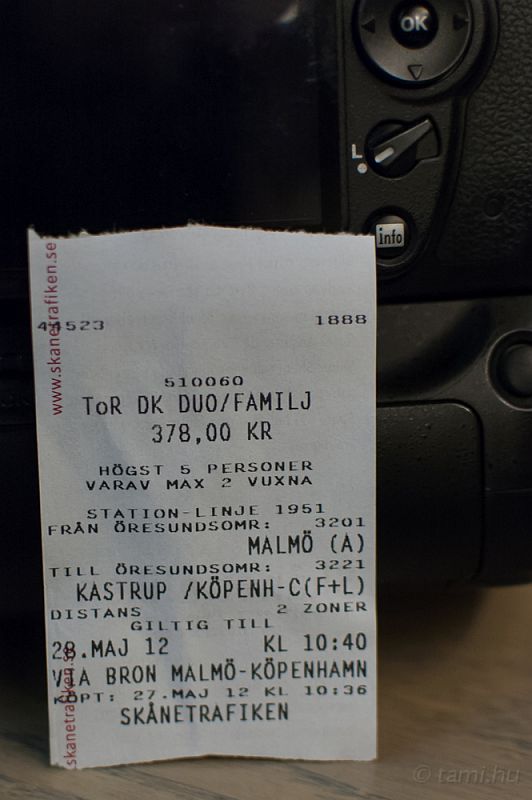 OK
L
info
www.skanetrafiken.se
44523 1888
510060
ToR DK DUO/FAMILJ
378,00 KR
HÖGST 5 PERSONER
VARAV MAX 2 VUXNA
STATION-LINJE 1951
FRÅN ÖRESUNDSOMR: 3201
MALMÖ (A)
TILL ÖRESUNDSOMR: 3221
KASTRUP /KÖPENH-C(F+L)
DISTANS 2 ZONER
GILTIG TILL
28.MAJ 12 KL 10:40
VIA BRON MALMÖ-KÖPENHAMN
KÖPT: 27.MAJ 12 KL 10:36
SKÅNETRAFIKEN
skanetrafiken.se
© tami.hu